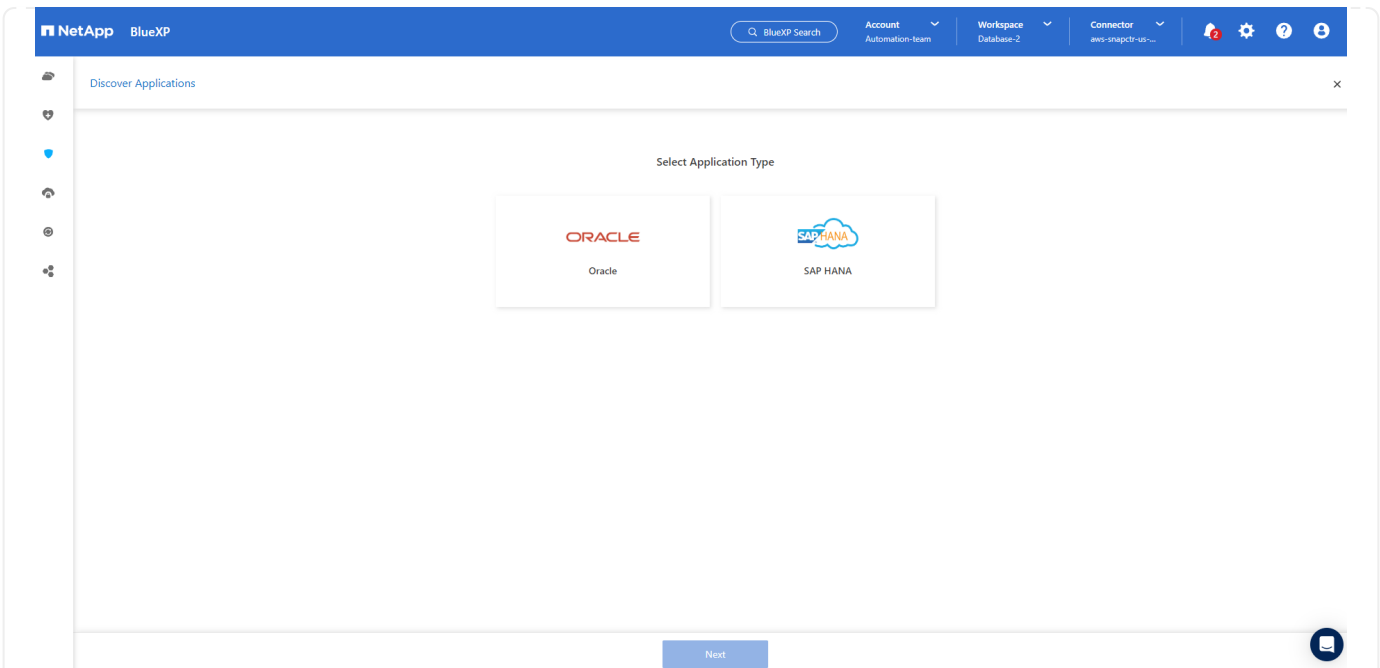 NetApp BlueXP
BlueXP Search
Account
Automation-team
Workspace
Database-2
Connector
aws-snapctr-us-...
2
Discover Applications
Select Application Type
ORACLE
Oracle
SAP HANA
SAP HANA
Next